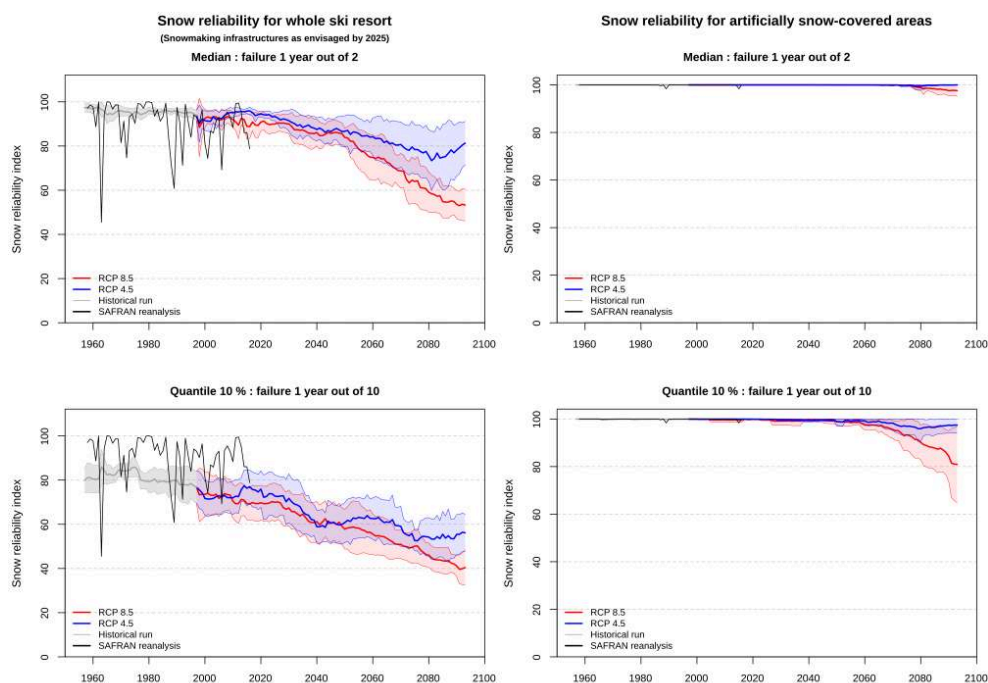 Snow reliability for whole ski resort
(Snowmaking infrastructures as envisaged by 2025)
Median : failure 1 year out of 2
Snow reliability index
100
80
60
40
20
0
RCP 8.5
RCP 4.5
Historical run
SAFRAN reanalysis
1960 1980 2000 2020 2040 2060 2080 2100
Snow reliability for artificially snow-covered areas
Median : failure 1 year out of 2
Snow reliability index
100
80
60
40
20
0
RCP 8.5
RCP 4.5
Historical run
SAFRAN reanalysis
1960 1980 2000 2020 2040 2060 2080 2100
Quantile 10 % : failure 1 year out of 10
Snow reliability index
100
80
60
40
20
0
RCP 8.5
RCP 4.5
Historical run
SAFRAN reanalysis
1960 1980 2000 2020 2040 2060 2080 2100
Quantile 10 % : failure 1 year out of 10
Snow reliability index
100
80
60
40
20
0
RCP 8.5
RCP 4.5
Historical run
SAFRAN reanalysis
1960 1980 2000 2020 2040 2060 2080 2100